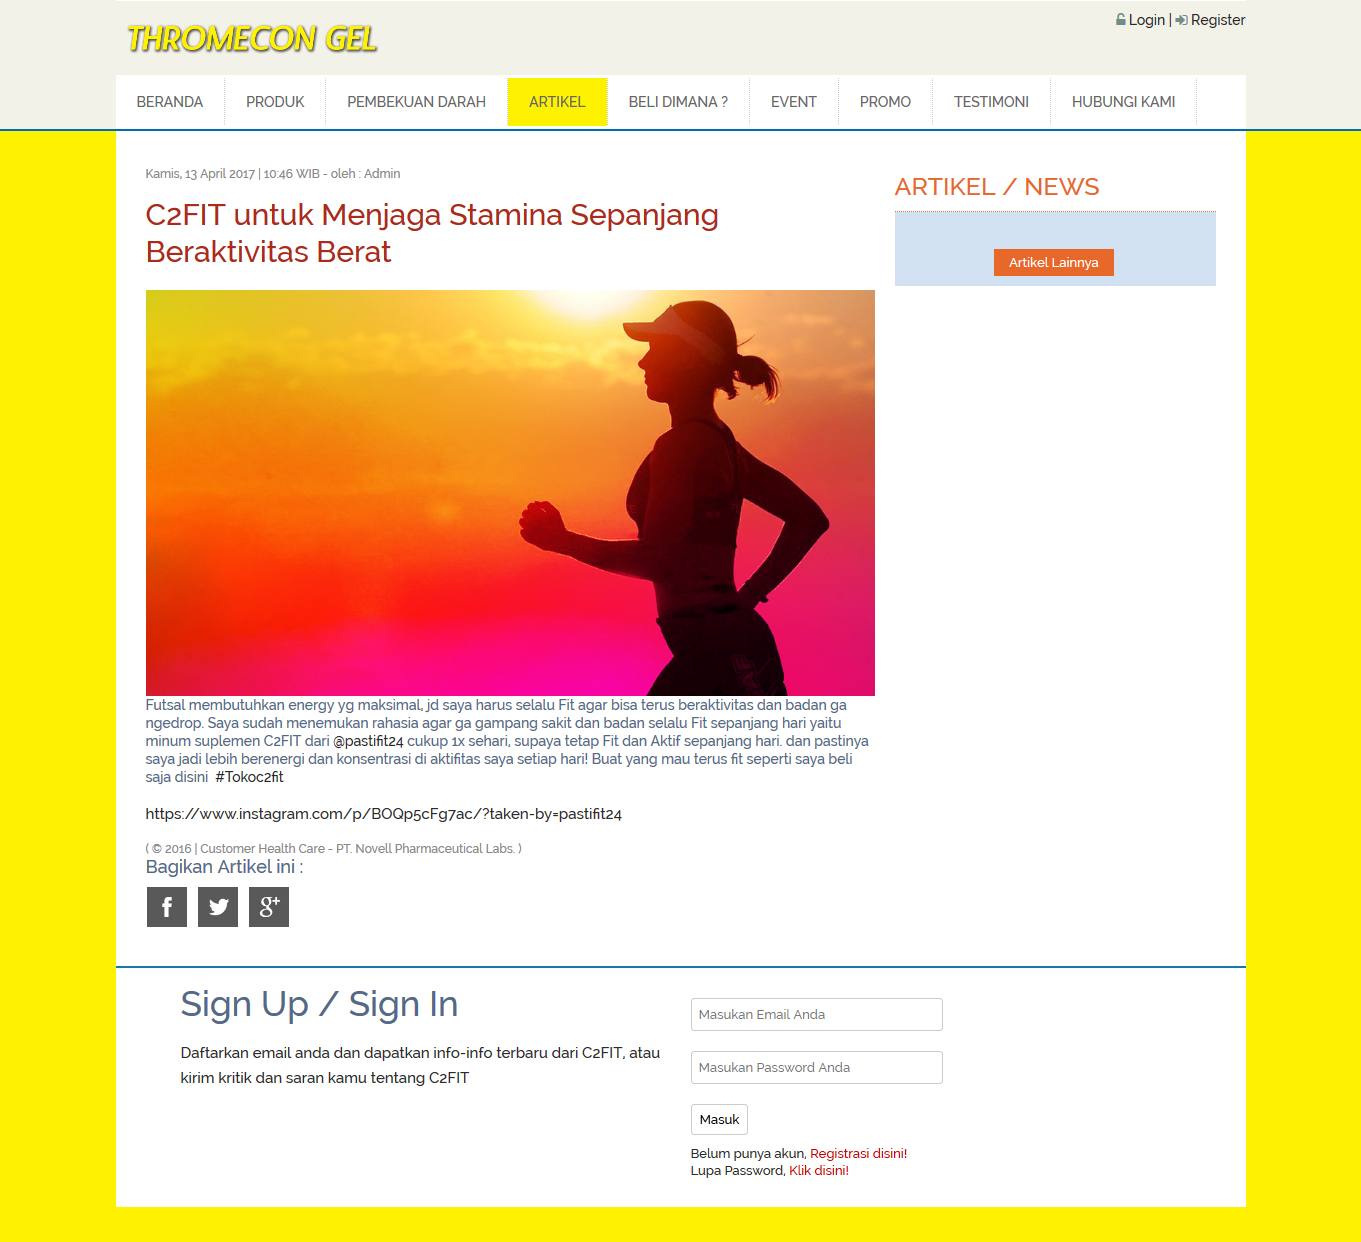 THROMECON GEL
Login | Register
BERANDA
PRODUK
PEMBEKUAN DARAH
ARTIKEL
BELI DIMANA ?
EVENT
PROMO
TESTIMONI
HUBUNGI KAMI
Kamis, 13 April 2017 | 10:46 WIB - oleh : Admin
C2FIT untuk Menjaga Stamina Sepanjang
Beraktivitas Berat
Futsal membutuhkan energy yg maksimal, jd saya harus selalu Fit agar bisa terus beraktivitas dan badan ga
ngedrop. Saya sudah menemukan rahasia agar ga gampang sakit dan badan selalu Fit sepanjang hari yaitu
minum suplemen C2FIT dari @pastifit24 cukup 1x sehari, supaya tetap Fit dan Aktif sepanjang hari. dan pastinya
saya jadi lebih berenergi dan konsentrasi di aktifitas saya setiap hari! Buat yang mau terus fit seperti saya beli
saja disini #Tokoc2fit
https://www.instagram.com/p/BOQp5cFg7ac/?taken-by=pastifit24
( © 2016 | Customer Health Care - PT. Novell Pharmaceutical Labs. )
Bagikan Artikel ini :
ARTIKEL / NEWS
Artikel Lainnya
Sign Up / Sign In
Daftarkan email anda dan dapatkan info-info terbaru dari C2FIT, atau
kirim kritik dan saran kamu tentang C2FIT
Masukan Email Anda
Masukan Password Anda
Masuk
Belum punya akun, Registrasi disini!
Lupa Password, Klik disini!